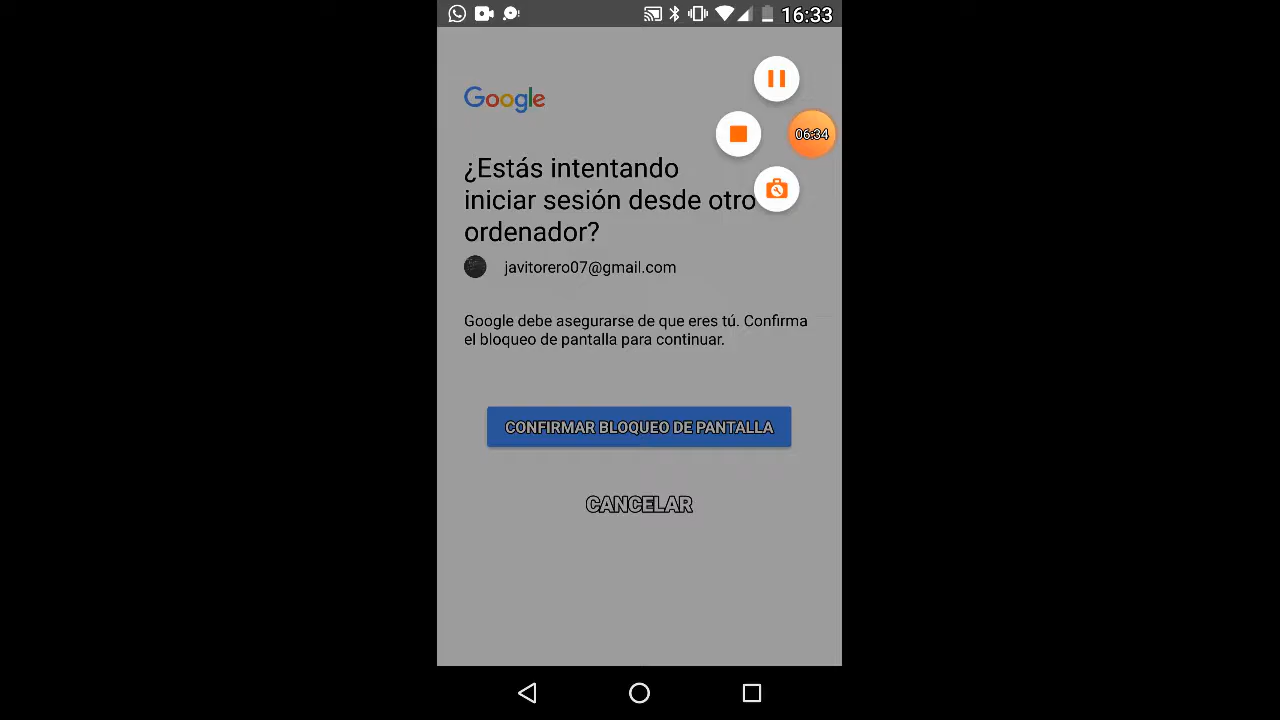 16:33
Google
06:34
¿Estás intentando
iniciar sesión desde otro
ordenador?
javitorero07@gmail.com
Google debe asegurarse de que eres tú. Confirma
el bloqueo de pantalla para continuar.
CONFIRMAR BLOQUEO DE PANTALLA
CANCELAR